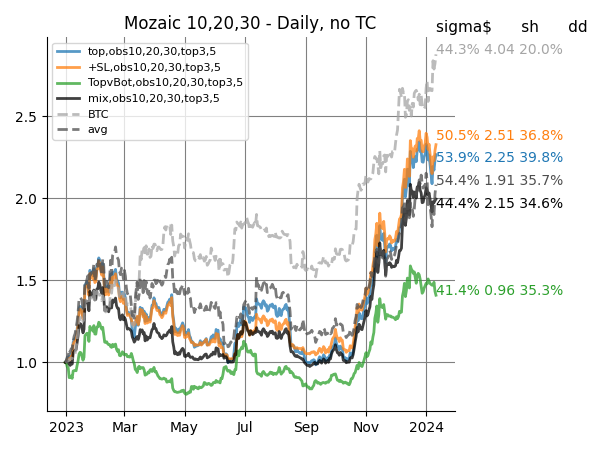 Mozaic 10,20,30 - Daily, no TC
sigma$ sh dd
top,obs10,20,30,top3,5
+SL,obs10,20,30,top3,5
TopvBot,obs10,20,30,top3,5
mix,obs10,20,30,top3,5
BTC
avg
44.3% 4.04 20.0%
50.5% 2.51 36.8%
53.9% 2.25 39.8%
54.4% 1.91 35.7%
44.4% 2.15 34.6%
41.4% 0.96 35.3%
2.5
2.0
1.5
1.0
2023 Mar May Jul Sep Nov 2024